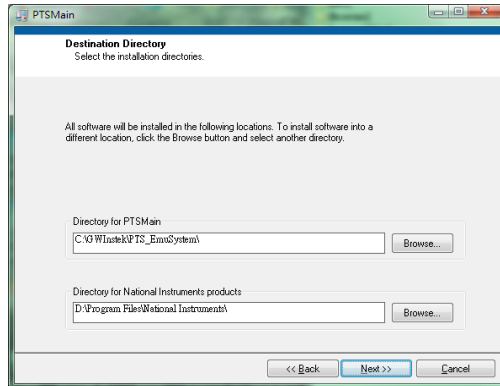 PTSMain
Destination Directory
Select the installation directories.
All software will be installed in the following locations. To install software into a
different location, click the Browse button and select another directory.
Directory for PTSMain
C:\GWInstek\PTS_EmuSystem\
Browse...
Directory for National Instruments products
D:\Program Files\National Instruments\
Browse...
<< Back
Next >>
Cancel